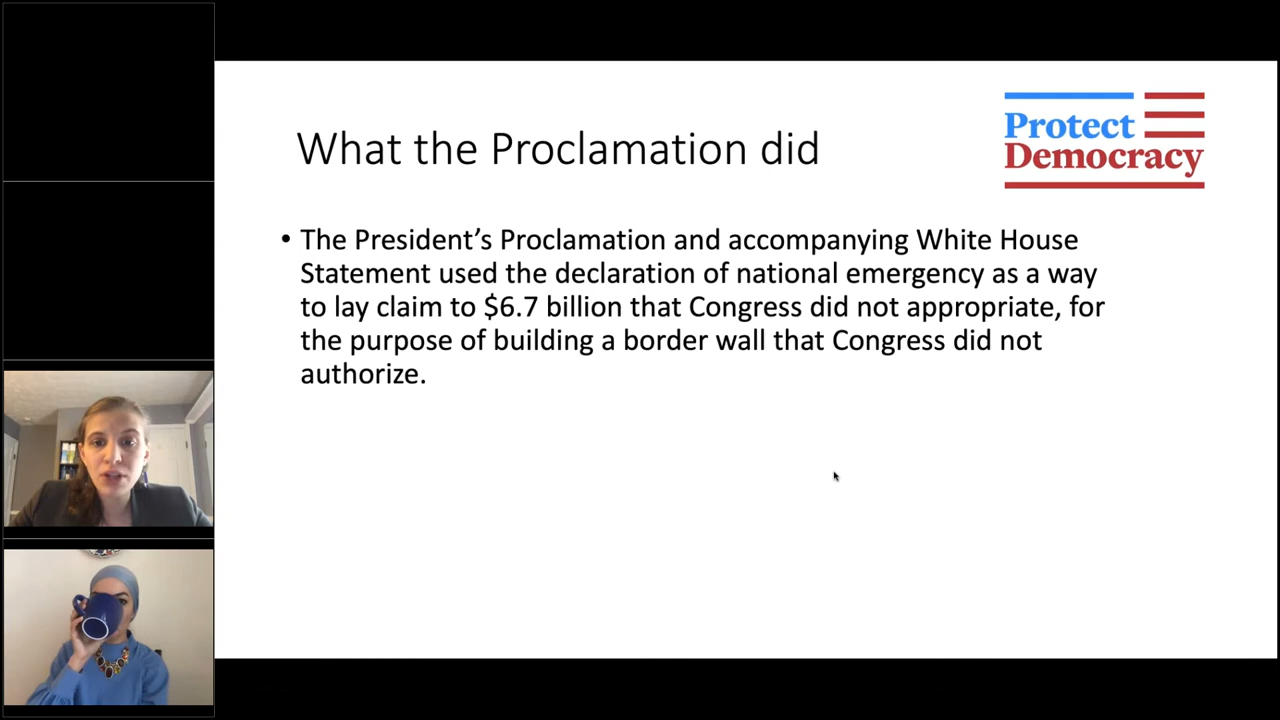 What the Proclamation did
Protect
Democracy
• The President’s Proclamation and accompanying White House
Statement used the declaration of national emergency as a way
to lay claim to $6.7 billion that Congress did not appropriate, for
the purpose of building a border wall that Congress did not
authorize.